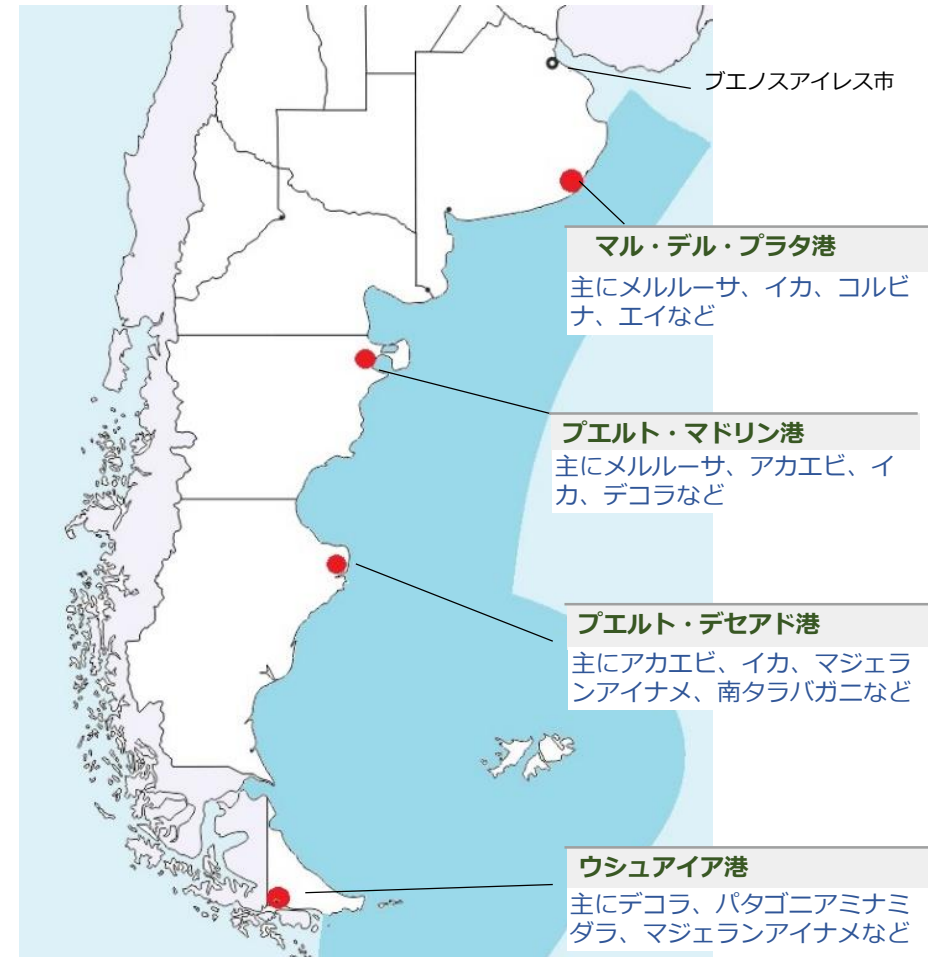 ブエノスアイレス市
マル・デル・プラタ港
主にメルルーサ、イカ、コルビ
ナ、エイなど
プエルト・マドリン港
主にメルルーサ、アカエビ、イ
カ、デコラなど
プエルト・デセアド港
主にアカエビ、イカ、マジェラ
ンアイナメ、南タラバガニなど
ウシュアイア港
主にデコラ、パタゴニアミナミ
ダラ、マジェランアイナメなど